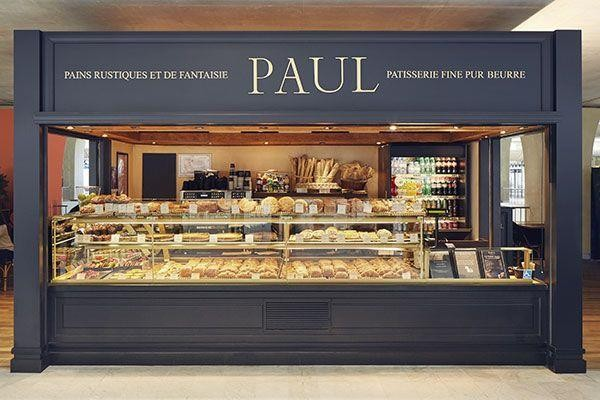 PAINS RUSTIQUES ET DE FANTAISIE PAUL PATISSERIE FINE PUR BEURRE